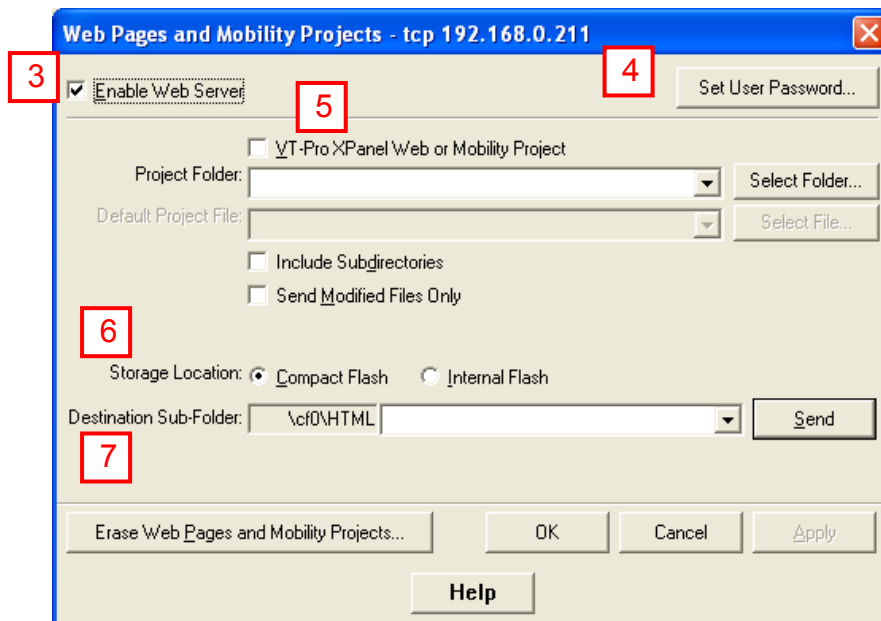 Web Pages and Mobility Projects - tcp 192.168.0.211
3
Enable Web Server
4
Set User Password...
5
VT-Pro XPanel Web or Mobility Project
Project Folder:
Select Folder...
Default Project File:
Select File...
Include Subdirectories
Send Modified Files Only
6
Storage Location:
Compact Flash
Internal Flash
Destination Sub-Folder:
\cf0\HTML
Send
7
Erase Web Pages and Mobility Projects...
OK
Cancel
Apply
Help